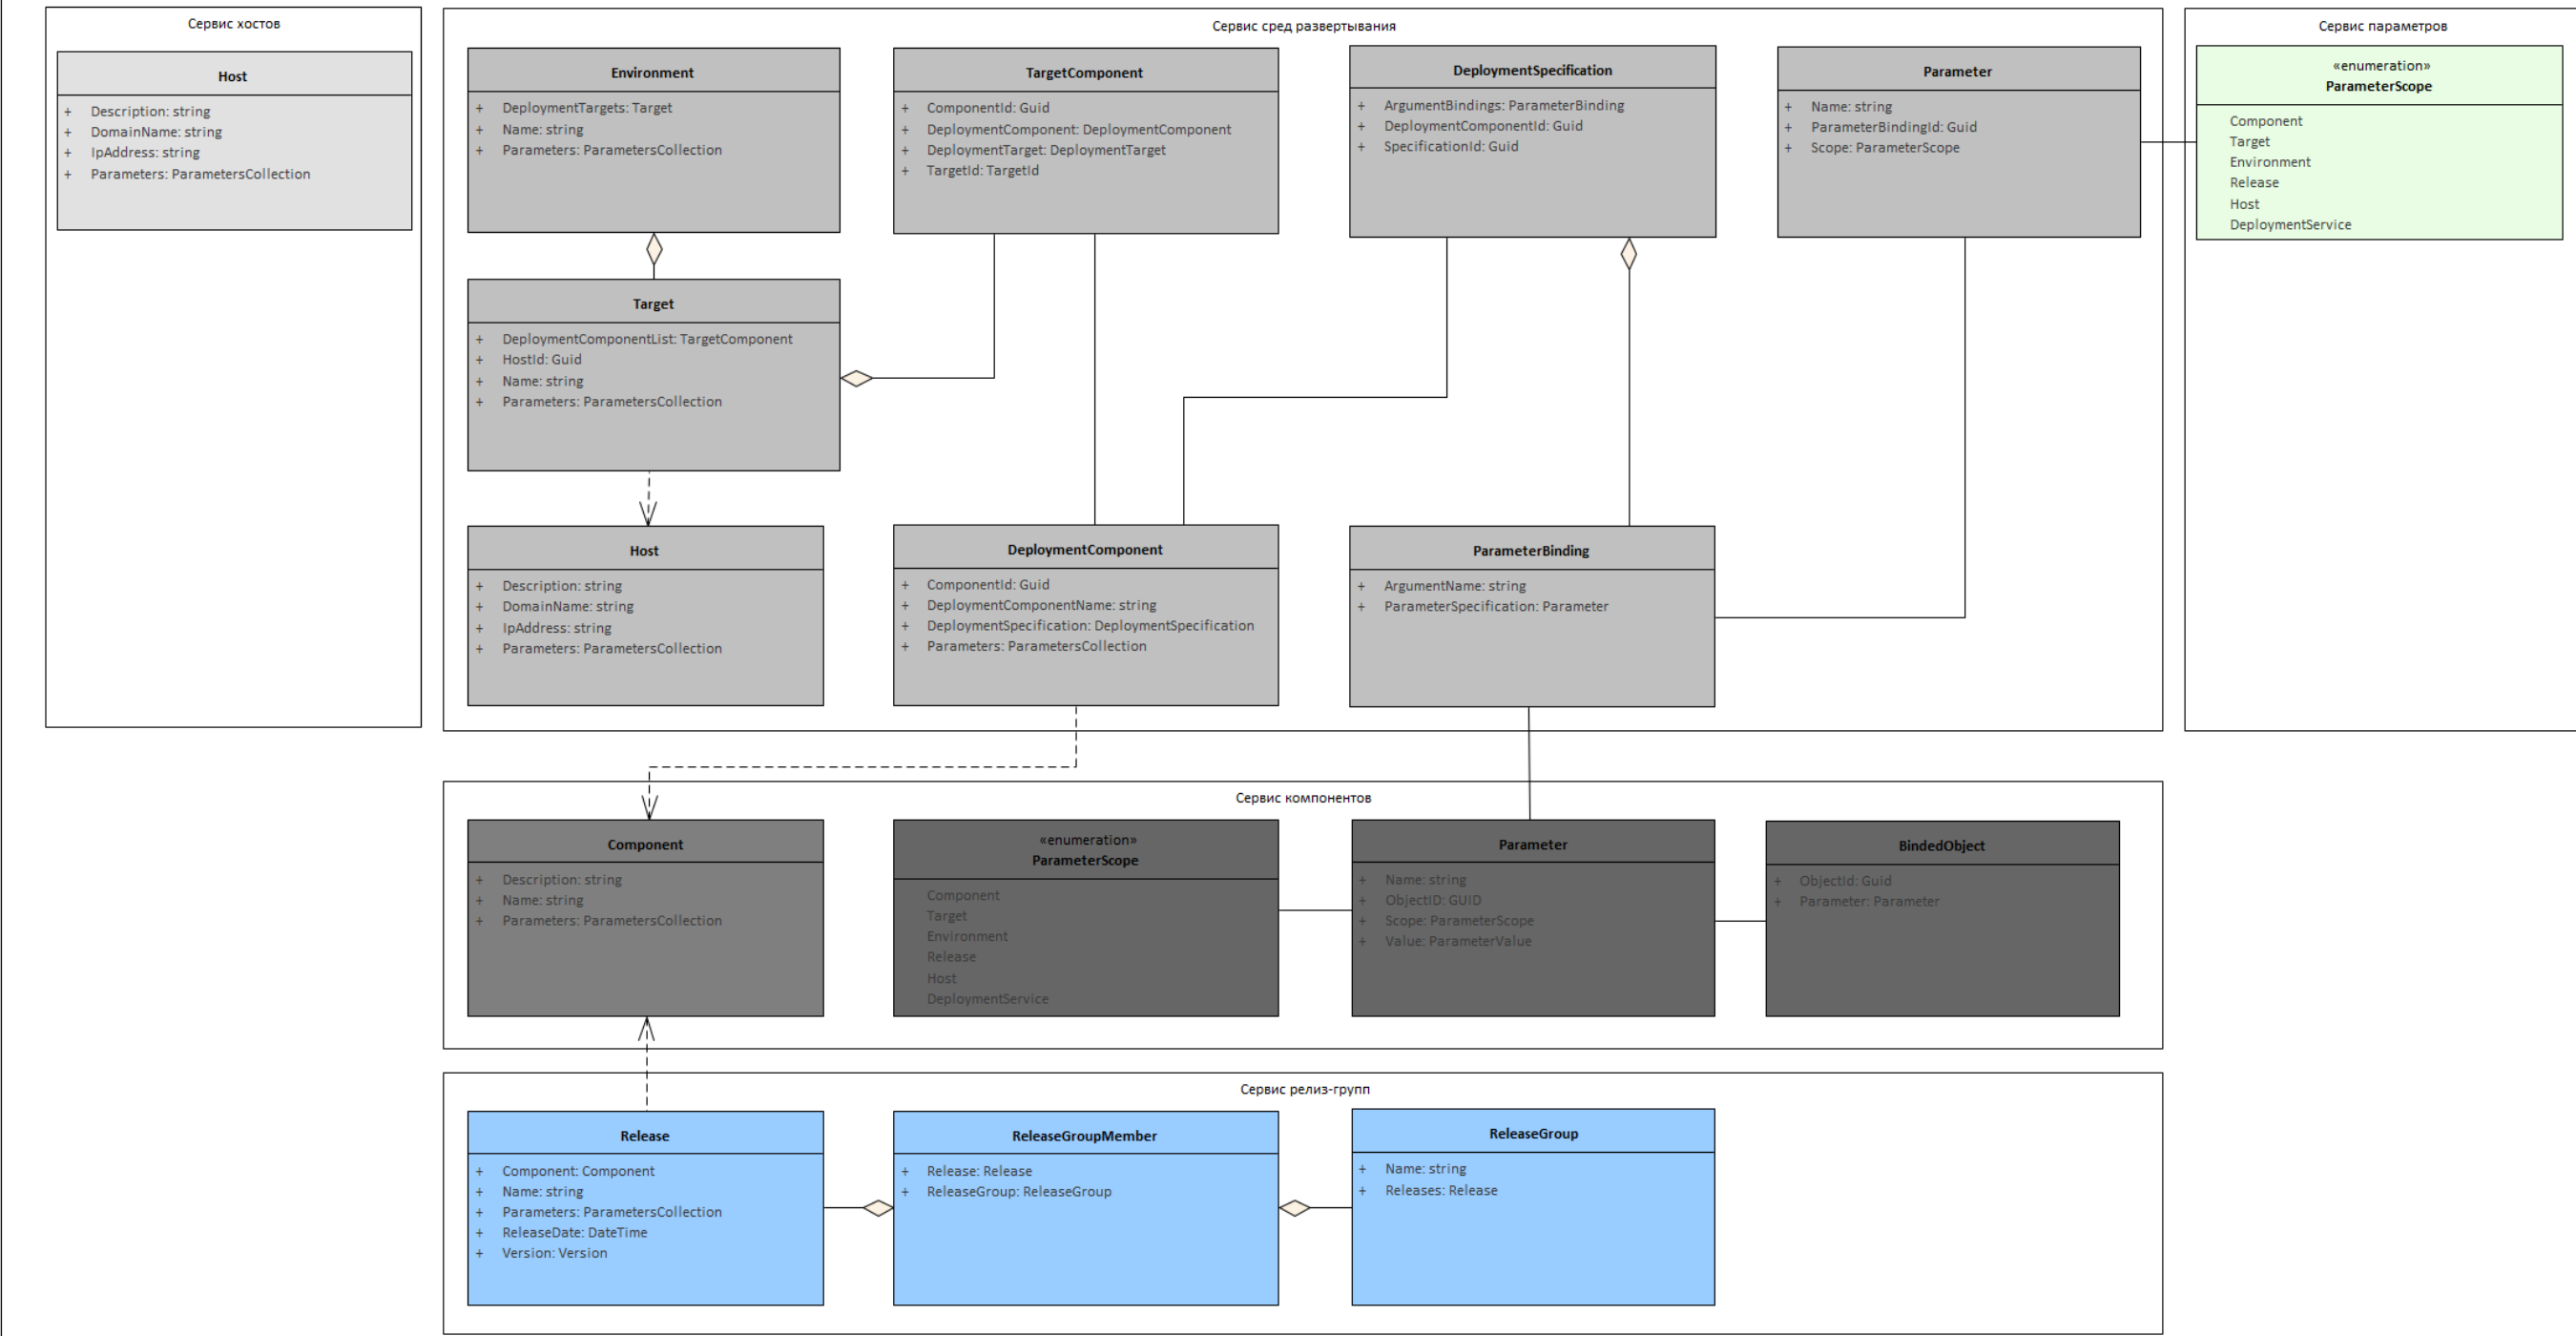 Сервис хостов
Host
+ Description: string
+ DomainName: string
+ IpAddress: string
+ Parameters: ParametersCollection
Сервис сред развертывания
Environment
+ DeploymentTargets: Target
+ Name: string
+ Parameters: ParametersCollection
TargetComponent
+ ComponentId: Guid
+ DeploymentComponent: DeploymentComponent
+ DeploymentTarget: DeploymentTarget
+ TargetId: TargetId
DeploymentSpecification
+ ArgumentBindings: ParameterBinding
+ DeploymentComponentId: Guid
+ SpecificationId: Guid
Parameter
+ Name: string
+ ParameterBindingId: Guid
+ Scope: ParameterScope
Target
+ DeploymentComponentList: TargetComponent
+ HostId: Guid
+ Name: string
+ Parameters: ParametersCollection
Host
+ Description: string
+ DomainName: string
+ IpAddress: string
+ Parameters: ParametersCollection
DeploymentComponent
+ ComponentId: Guid
+ DeploymentComponentName: string
+ DeploymentSpecification: DeploymentSpecification
+ Parameters: ParametersCollection
ParameterBinding
+ ArgumentName: string
+ ParameterSpecification: Parameter
Сервис параметров
«enumeration»
ParameterScope
Component
Target
Environment
Release
Host
DeploymentService
Сервис компонентов
Component
+ Description: string
+ Name: string
+ Parameters: ParametersCollection
«enumeration»
ParameterScope
Component
Target
Environment
Release
Host
DeploymentService
Parameter
+ Name: string
+ ObjectID: GUID
+ Scope: ParameterScope
+ Value: ParameterValue
BindedObject
+ ObjectId: Guid
+ Parameter: Parameter
Сервис релиз-групп
Release
+ Component: Component
+ Name: string
+ Parameters: ParametersCollection
+ ReleaseDate: DateTime
+ Version: Version
ReleaseGroupMember
+ Release: Release
+ ReleaseGroup: ReleaseGroup
ReleaseGroup
+ Name: string
+ Releases: Release